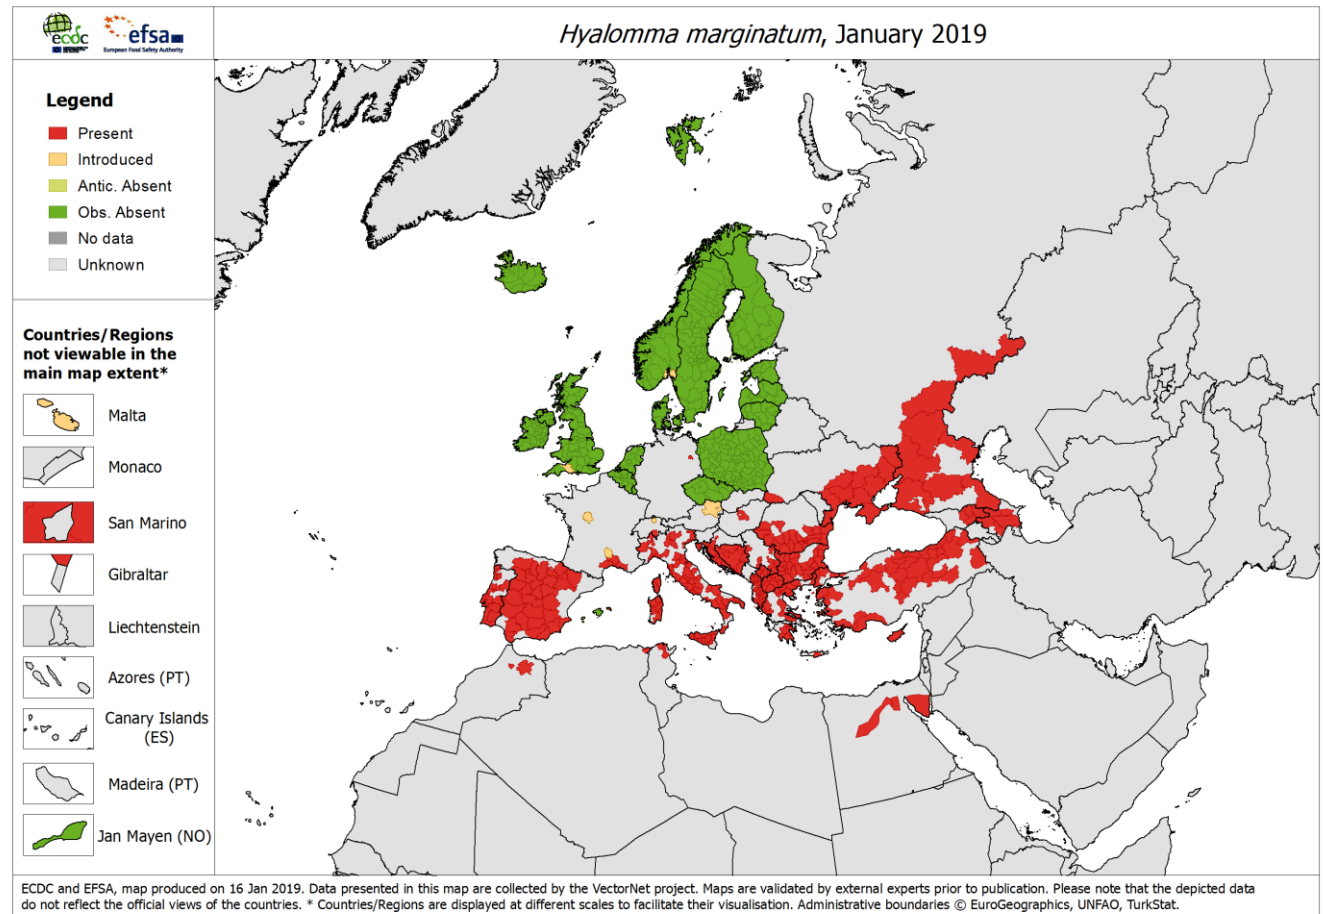 ecdc
efsa
European Food Safety Authority
Hyalomma marginatum, January 2019
Legend
Present
Introduced
Antic. Absent
Obs. Absent
No data
Unknown
Countries/Regions
not viewable in the
main map extent*
Malta
Monaco
San Marino
Gibraltar
Liechtenstein
Azores (PT)
Canary Islands
(ES)
Madeira (PT)
Jan Mayen (NO)
ECDC and EFSA, map produced on 16 Jan 2019. Data presented in this map are collected by the VectorNet project. Maps are validated by external experts prior to publication. Please note that the depicted data
do not reflect the official views of the countries. * Countries/Regions are displayed at different scales to facilitate their visualisation. Administrative boundaries © EuroGeographics, UNFAO, TurkStat.